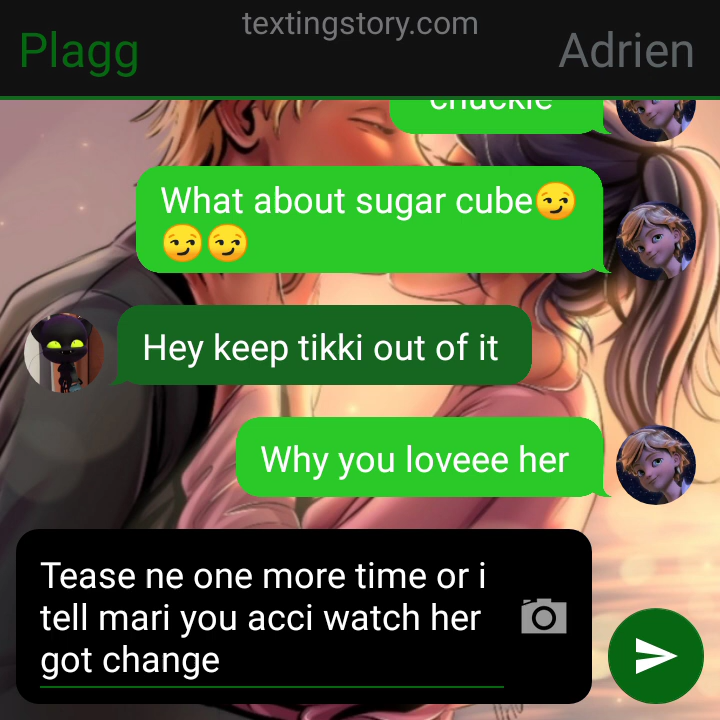 textingstory.com
Plagg
Adrien
chuckle
What about sugar cube😏
😏😏
Hey keep tikki out of it
Why you loveee her
Tease ne one more time or i
tell mari you acci watch her
got change